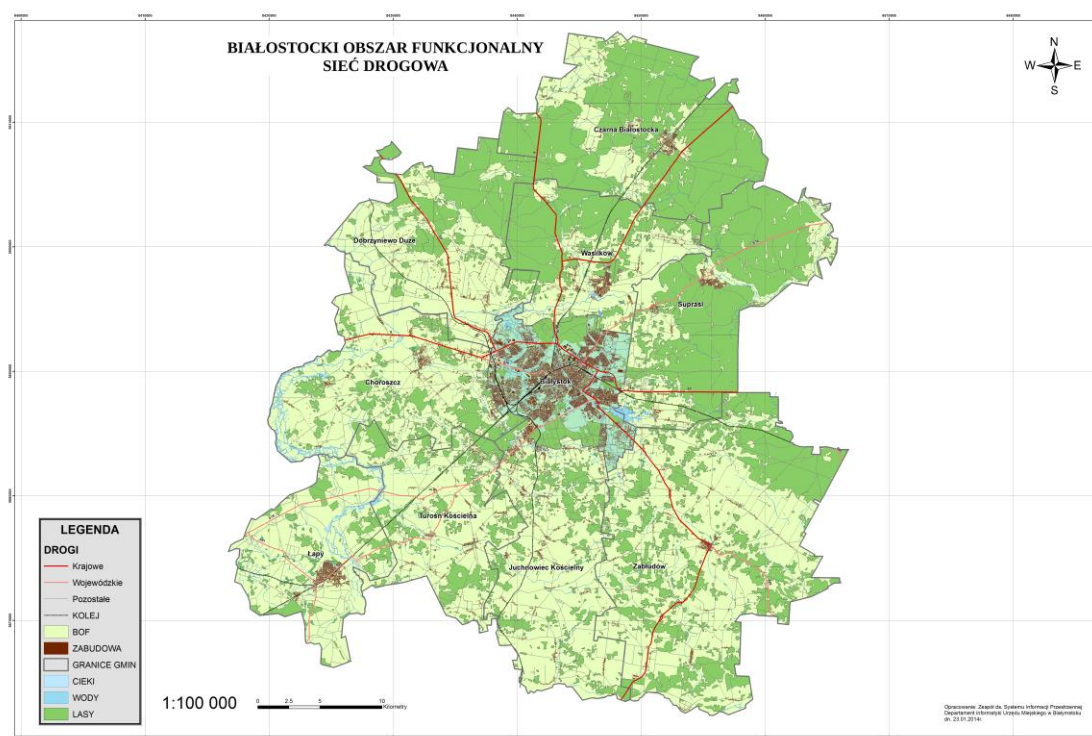 BIAŁOSTOCKI OBSZAR FUNKCJONALNY
SIEĆ DROGOWA
N
W
E
S
Czarna Białostocka
Dobrzyniewo Duże
Wasilków
Supraśl
Choroszcz
Białystok
Turośń Kościelna
Łapy
Juchnowiec Kościelny
Zabłudów
LEGENDA
DROGI
Krajowe
Wojewódzkie
Pozostałe
KOLEJ
BOF
ZABUDOWA
GRANICE GMIN
CIEKI
WODY
LASY
1:100 000
0 2.5 5 10
Kilometry
Opracowanie: Zespół ds. Systemu Informacji Przestrzennej
Departament Informatyki Urzędu Miejskiego w Białymstoku
dn. 23.01.2014r.